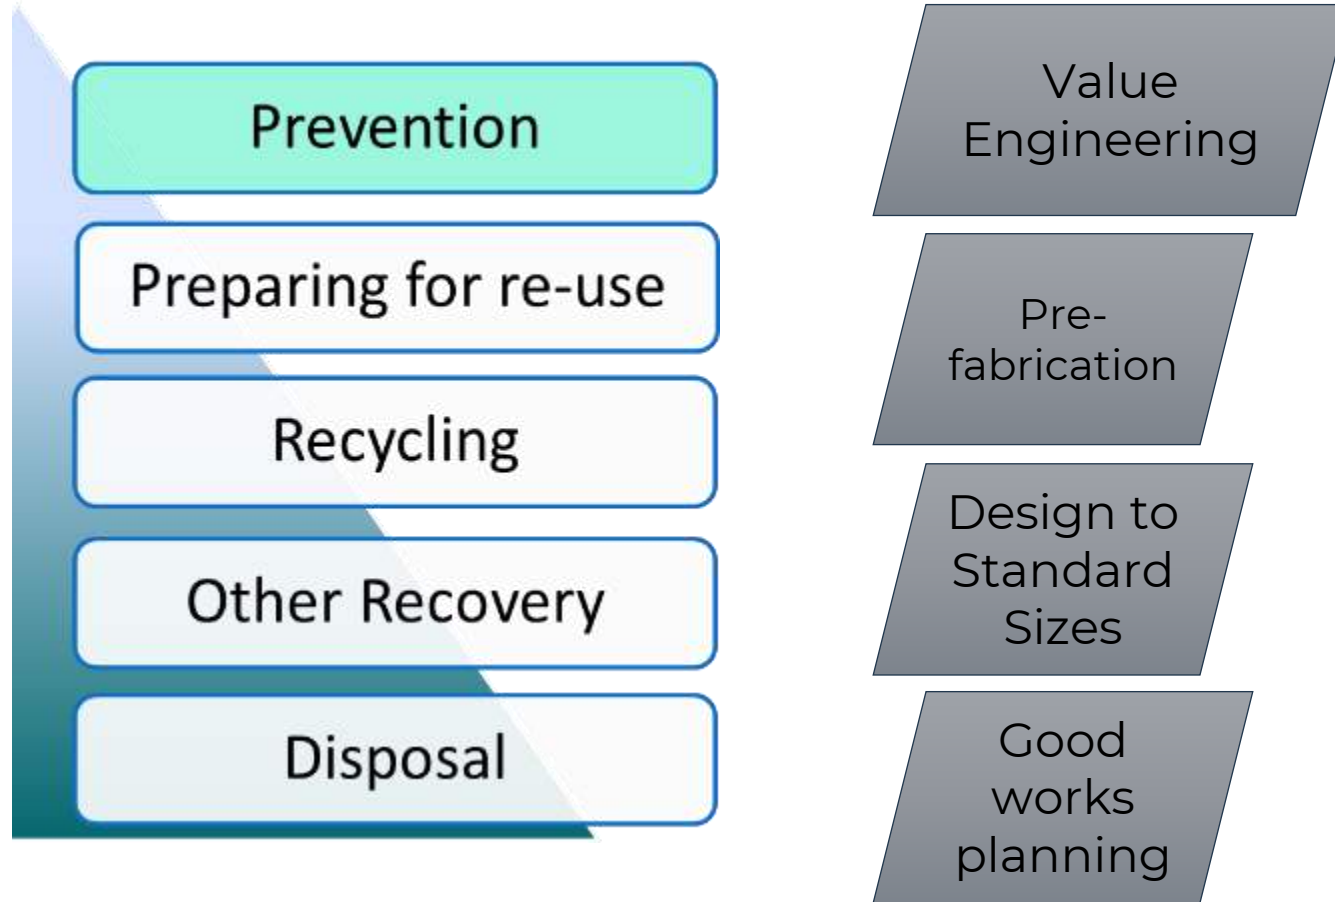 Prevention
Preparing for re-use
Recycling
Other Recovery
Disposal
Value
Engineering
Pre-
fabrication
Design to
Standard
Sizes
Good
works
planning